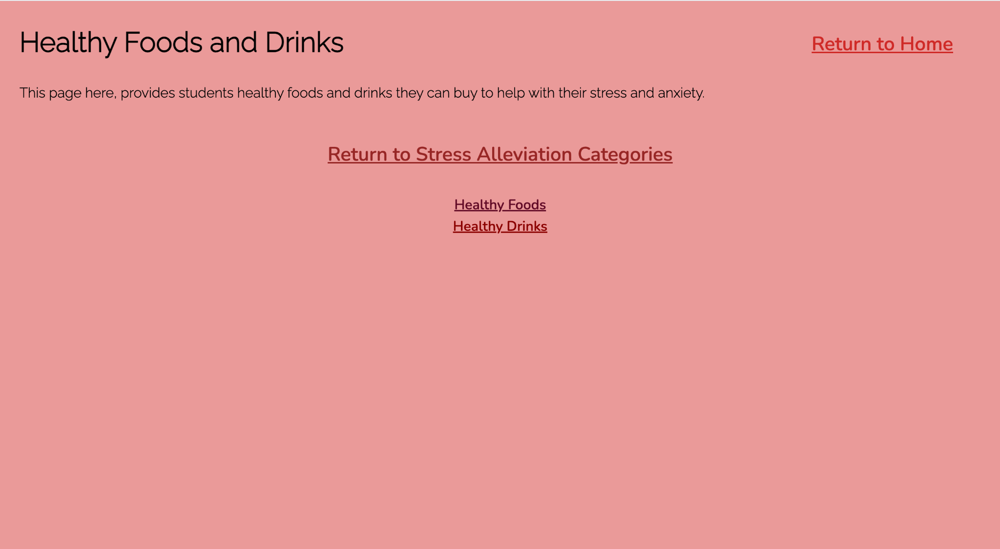 Healthy Foods and Drinks
Return to Home
This page here, provides students healthy foods and drinks they can buy to help with their stress and anxiety.
Return to Stress Alleviation Categories
Healthy Foods
Healthy Drinks